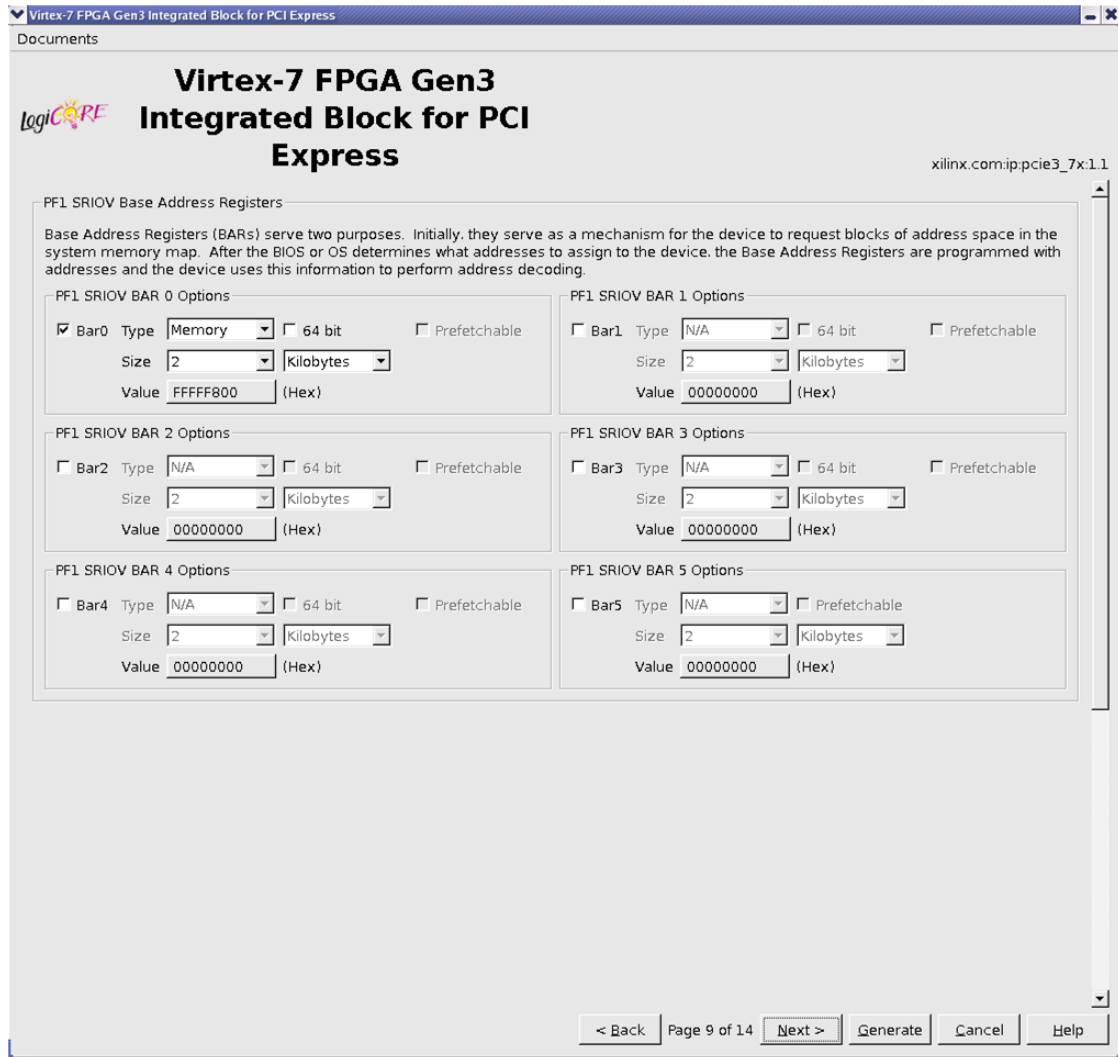 Virtex-7 FPGA Gen3 Integrated Block for PCI Express
Documents
LogiCORE
Virtex-7 FPGA Gen3
Integrated Block for PCI
Express
xilinx.com:ip:pcie3_7x:1.1
PF1 SRIOV Base Address Registers
Base Address Registers (BARs) serve two purposes. Initially, they serve as a mechanism for the device to request blocks of address space in the
system memory map. After the BIOS or OS determines what addresses to assign to the device, the Base Address Registers are programmed with
addresses and the device uses this information to perform address decoding.
PF1 SRIOV BAR 0 Options
Bar0 Type Memory 64 bit Prefetchable
Size 2 Kilobytes
Value FFFFF800 (Hex)
PF1 SRIOV BAR 1 Options
Bar1 Type N/A 64 bit Prefetchable
Size 2 Kilobytes
Value 00000000 (Hex)
PF1 SRIOV BAR 2 Options
Bar2 Type N/A 64 bit Prefetchable
Size 2 Kilobytes
Value 00000000 (Hex)
PF1 SRIOV BAR 3 Options
Bar3 Type N/A 64 bit Prefetchable
Size 2 Kilobytes
Value 00000000 (Hex)
PF1 SRIOV BAR 4 Options
Bar4 Type N/A 64 bit Prefetchable
Size 2 Kilobytes
Value 00000000 (Hex)
PF1 SRIOV BAR 5 Options
Bar5 Type N/A Prefetchable
Size 2 Kilobytes
Value 00000000 (Hex)
< Back Page 9 of 14 Next > Generate Cancel Help